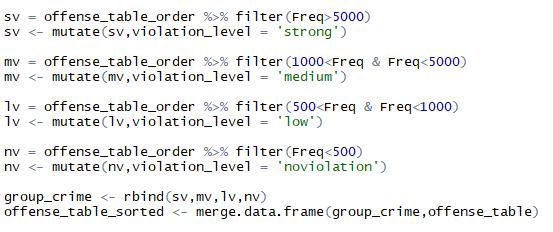 sv = offense_table_order %>% filter(Freq>5000)
sv <- mutate(sv,violation_level = 'strong')
mv = offense_table_order %>% filter(1000<Freq & Freq<5000)
mv <- mutate(mv,violation_level = 'medium')
lv = offense_table_order %>% filter(500<Freq & Freq<1000)
lv <- mutate(lv,violation_level = 'low')
nv = offense_table_order %>% filter(Freq<500)
nv <- mutate(nv,violation_level = 'noviolation')
group_crime <- rbind(sv,mv,lv,nv)
offense_table_sorted <- merge.data.frame(group_crime,offense_table)